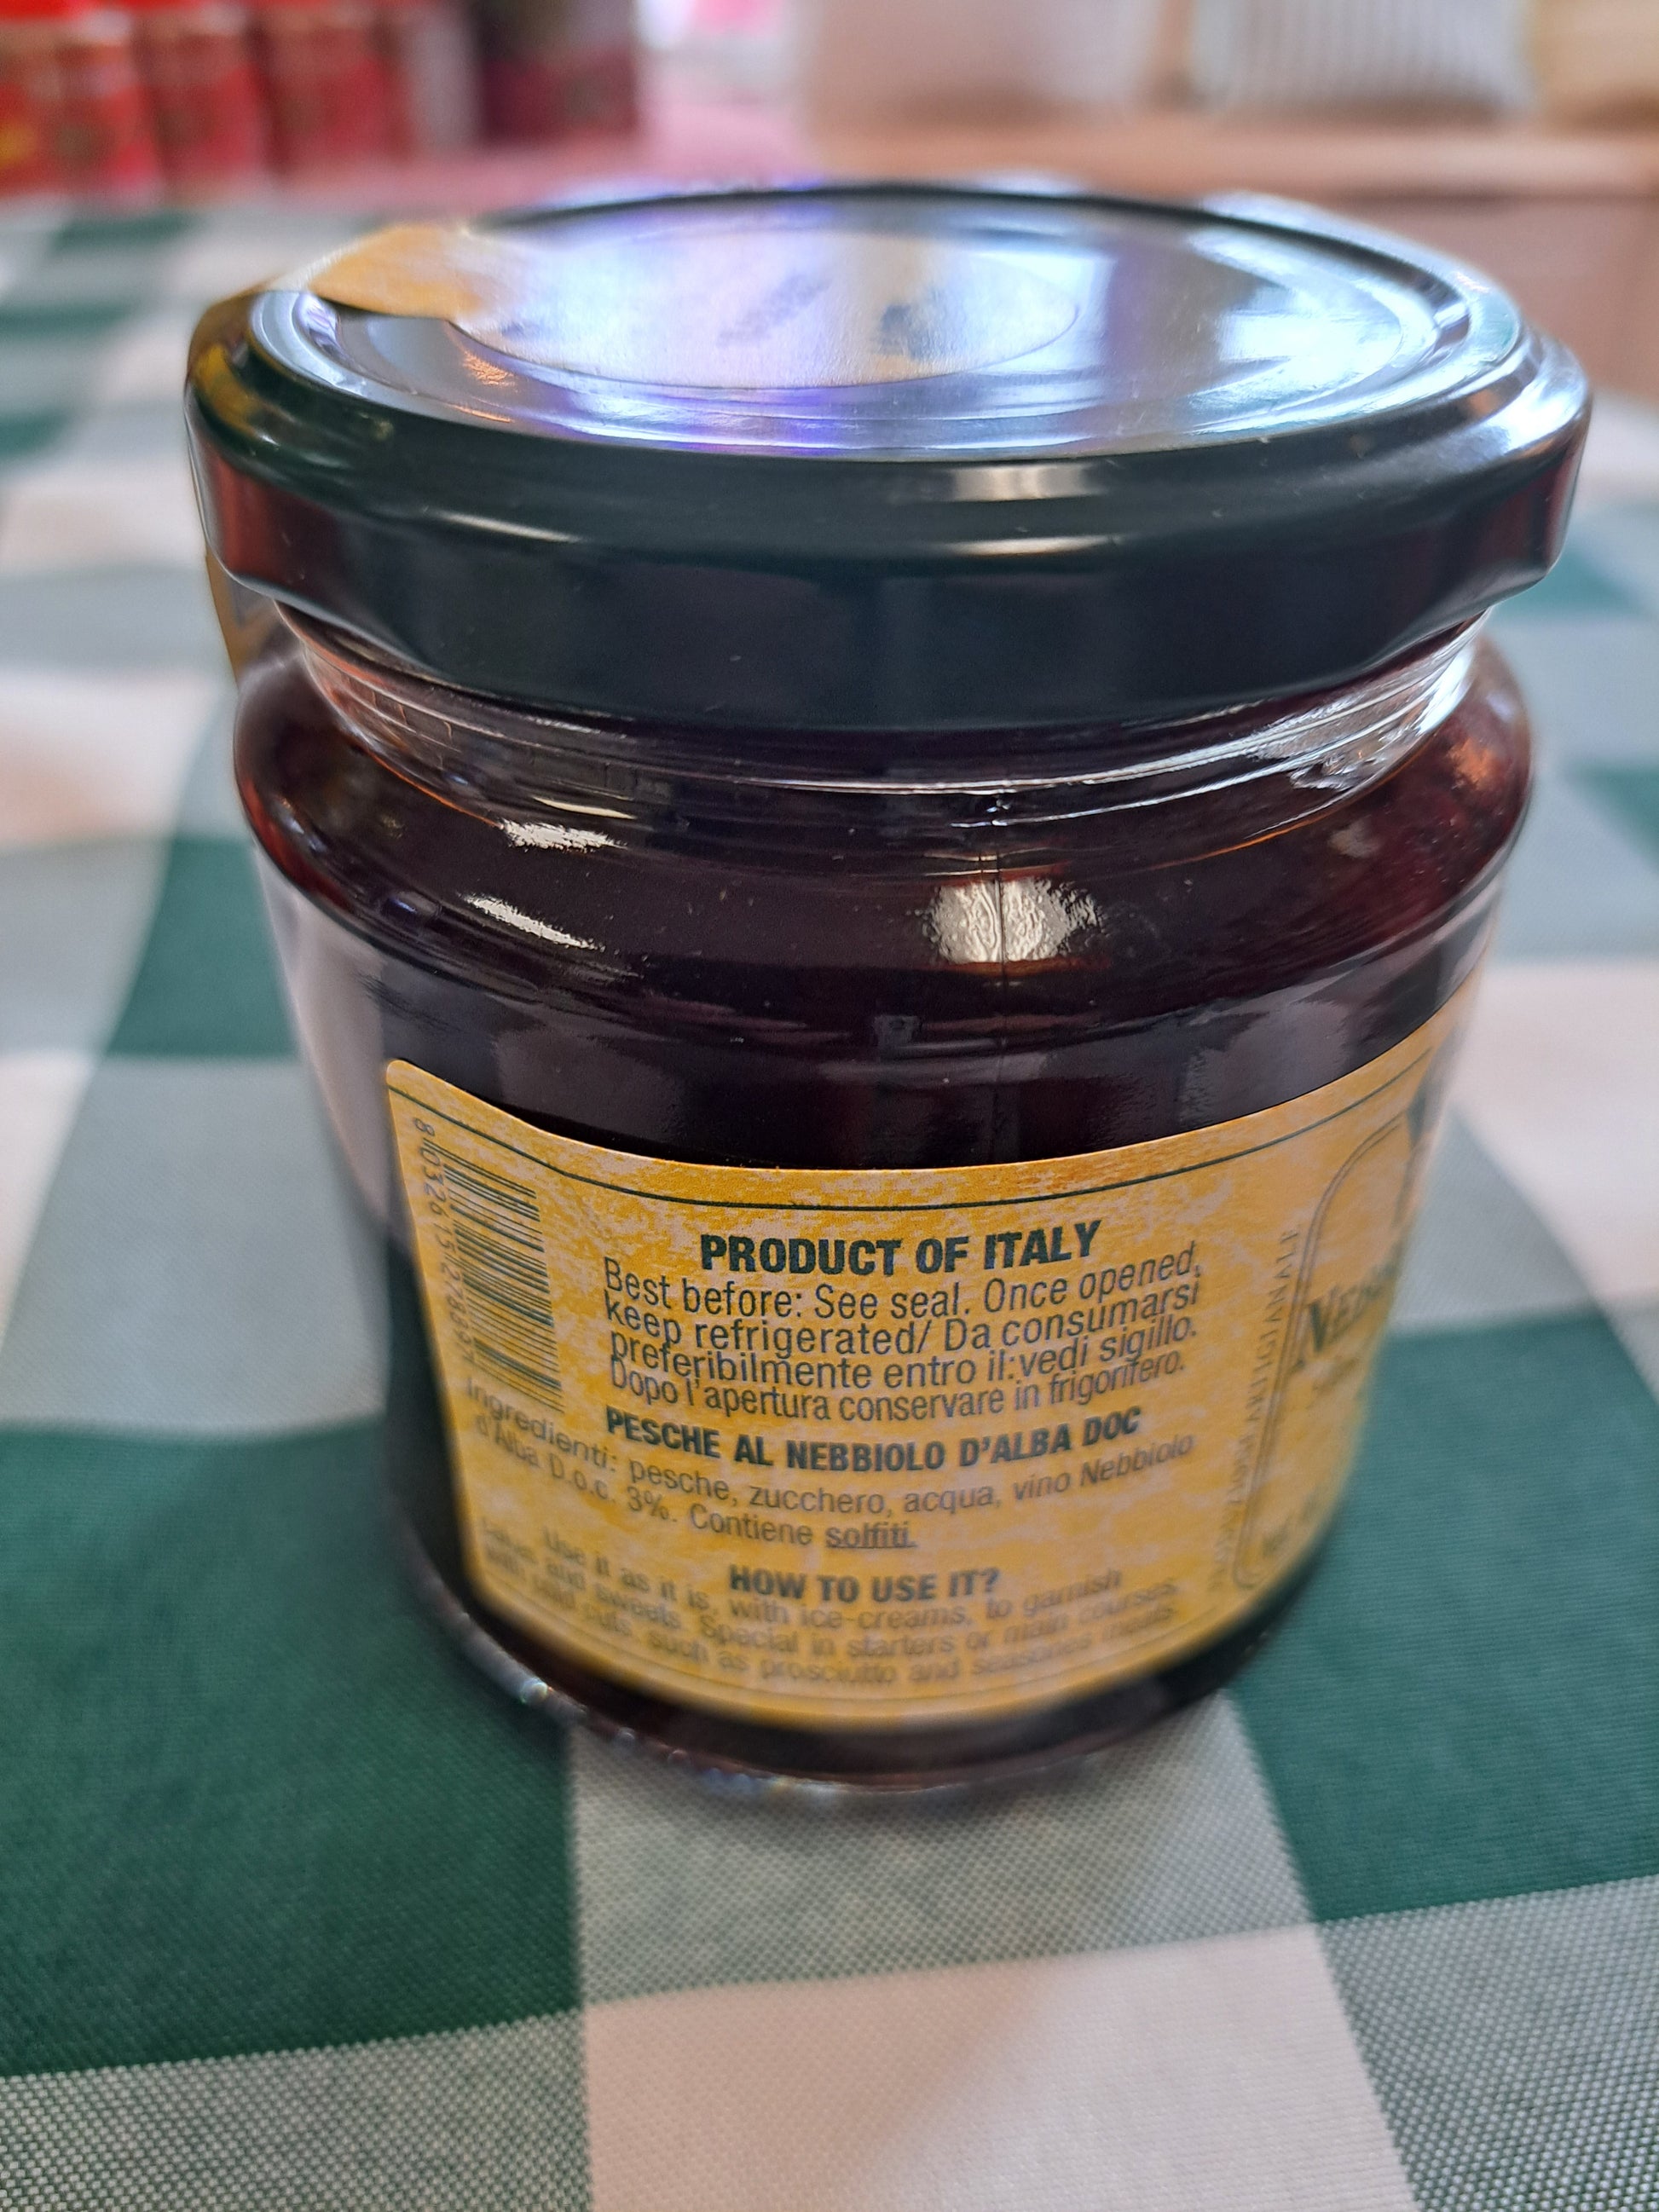 PRODUCT OF ITALY
Best before: See seal. Once opened,
keep refrigerated/ Da consumarsi
preferibilmente entro il:vedi sigillo.
Dopo l'apertura conservare in frigorifero.
PESCHE AL NEBBIOLO D'ALBA DOC
Ingredienti: pesche, zucchero, acqua, vino Nebbiolo
d'Alba D.o.c. 3%. Contiene solfiti.
HOW TO USE IT?
Use it as it is, with ice-creams, to garnish
cakes and sweets. Special in starters or main courses,
with cold cuts, such as prosciutto and seasoned meats.